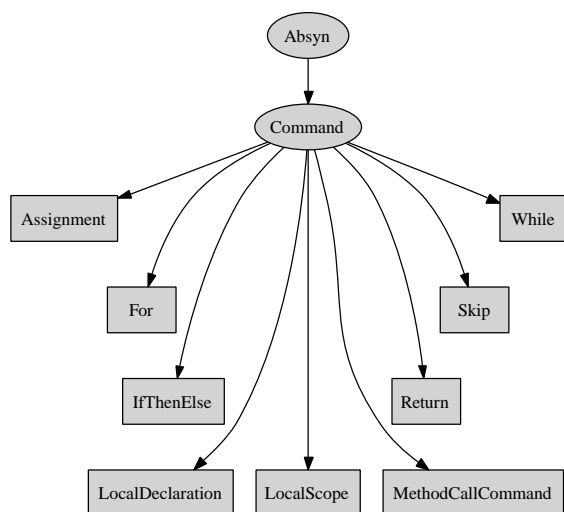 Absyn
Command
Assignment
While
For
Skip
IfThenElse
Return
LocalDeclaration
LocalScope
MethodCallCommand